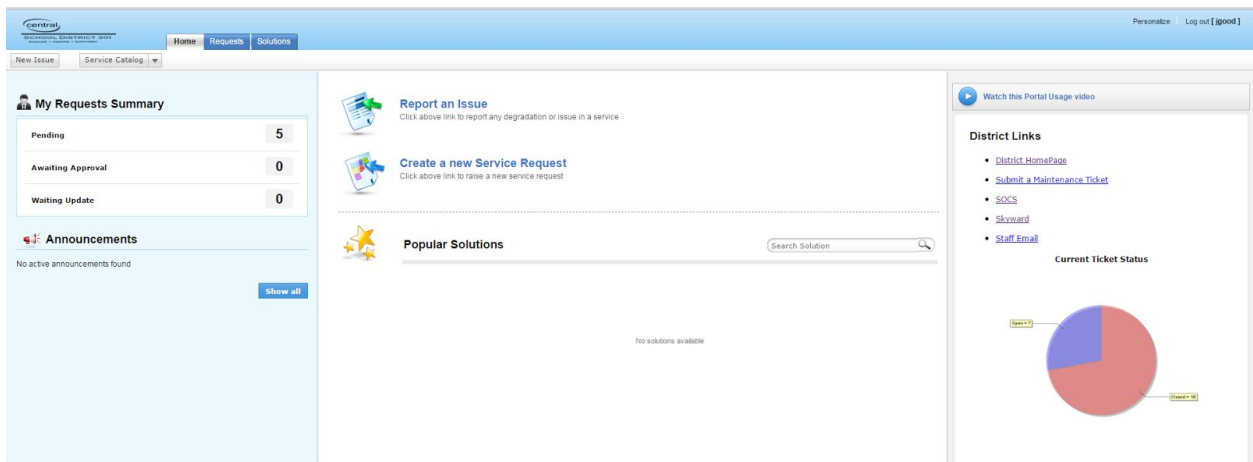 central
SCHOOL DISTRICT 301
Personalize Log out [ jgood ]
Home Requests Solutions
New Issue Service Catalog
My Requests Summary
Pending 5
Awaiting Approval 0
Waiting Update 0
Announcements
No active announcements found
Show all
Report an Issue
Click above link to report any degradation or issue in a service
Create a new Service Request
Click above link to raise a new service request
Popular Solutions
Search Solution
No solutions available
Watch this Portal Usage video
District Links
District HomePage
Submit a Maintenance Ticket
SOCS
Skyward
Staff Email
Current Ticket Status
Open = 7
Closed = 18